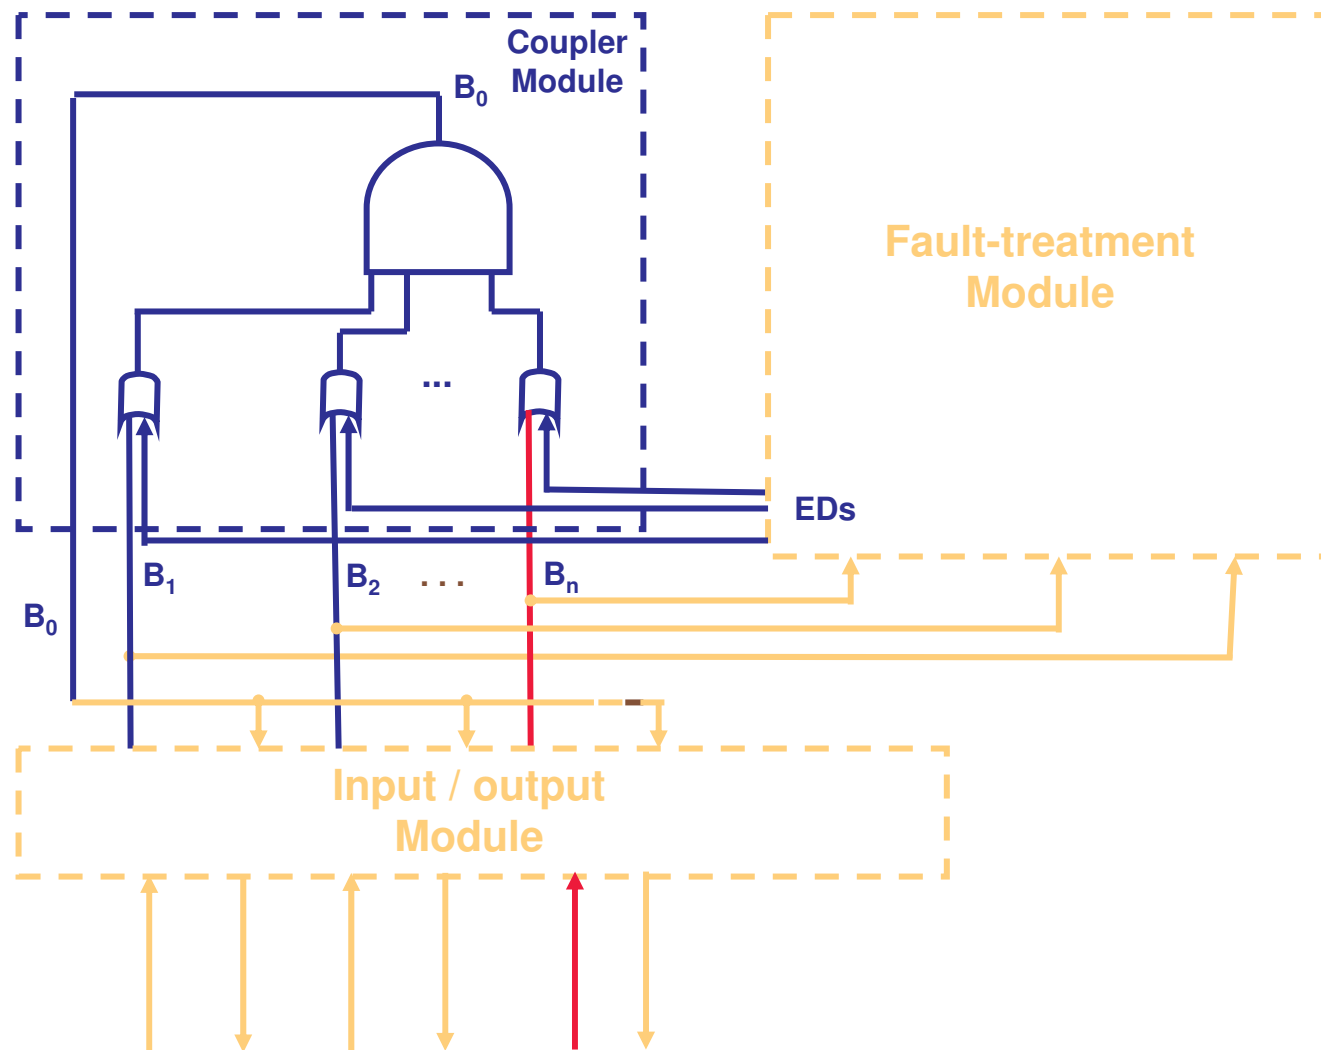 Coupler
Module
B0
Fault-treatment
Module
...
EDs
B1
B2
. . .
Bn
B0
Input / output
Module